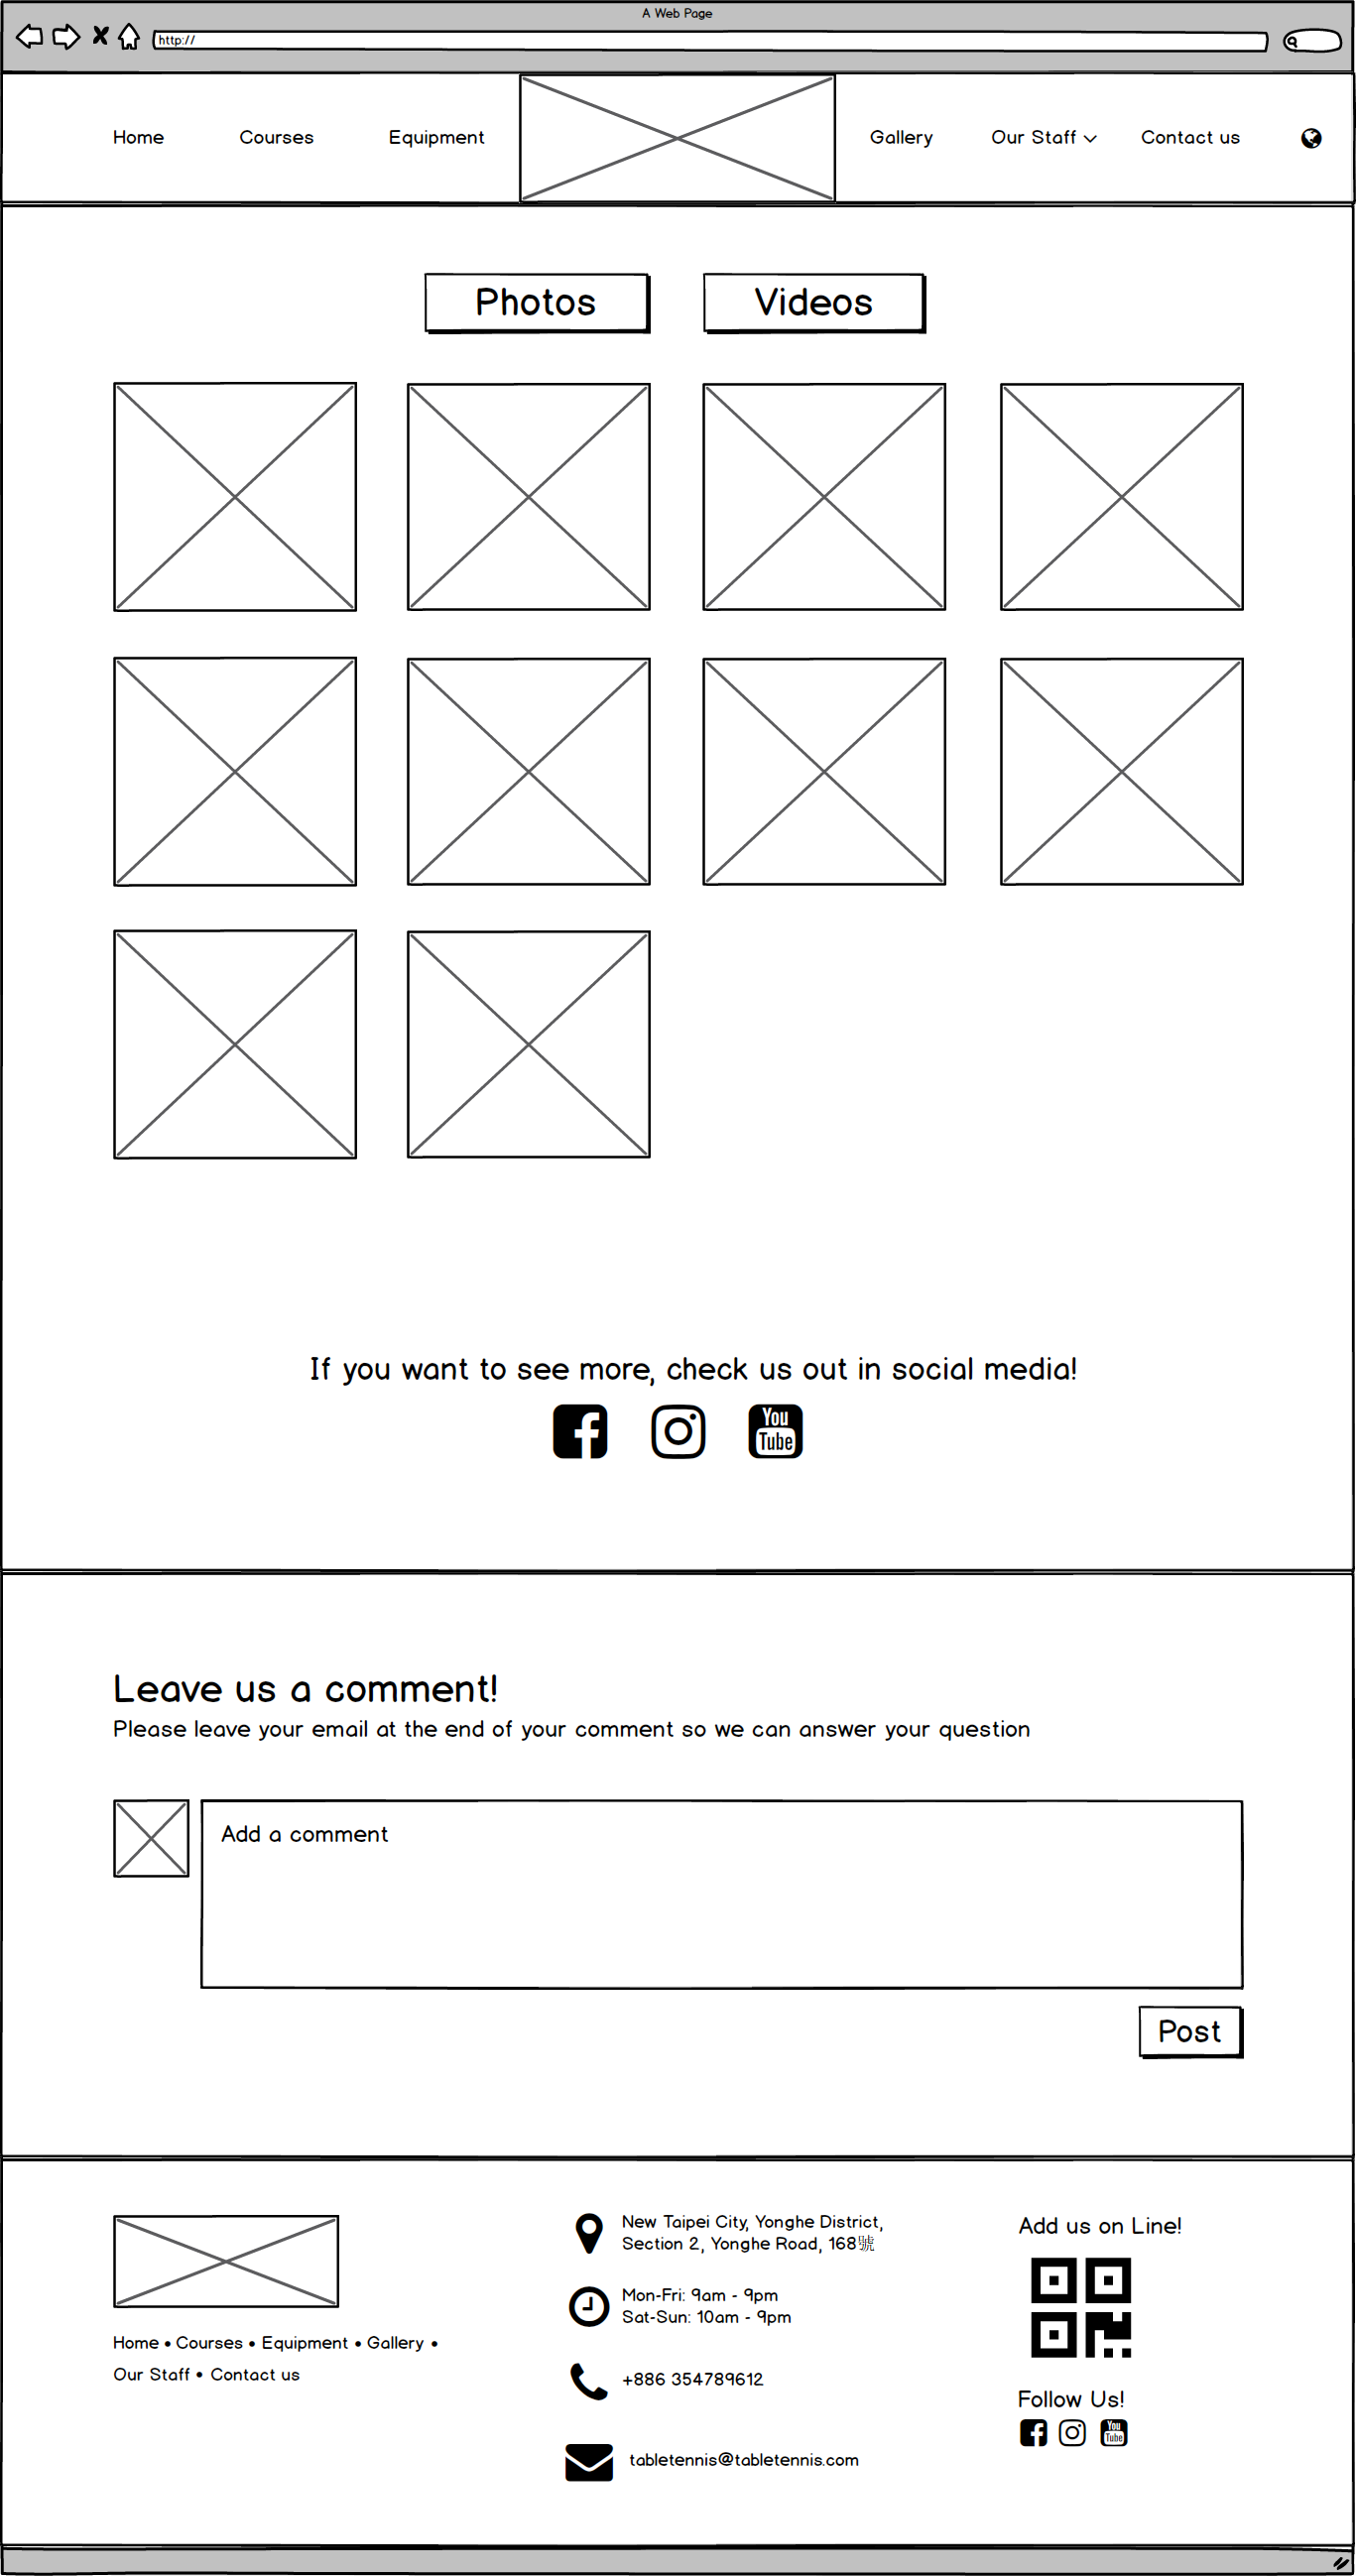 A Web Page
http://
Home
Courses
Equipment
Gallery
Our Staff
Contact us
Photos
Videos
If you want to see more, check us out in social media!
You
Tube
Leave us a comment!
Please leave your email at the end of your comment so we can answer your question
Add a comment
Post
Home • Courses • Equipment • Gallery •
Our Staff • Contact us
New Taipei City, Yonghe District,
Section 2, Yonghe Road, 168號
Mon-Fri: 9am - 9pm
Sat-Sun: 10am - 9pm
+886 354789612
tabletennis@tabletennis.com
Add us on Line!
Follow Us!
You
Tube